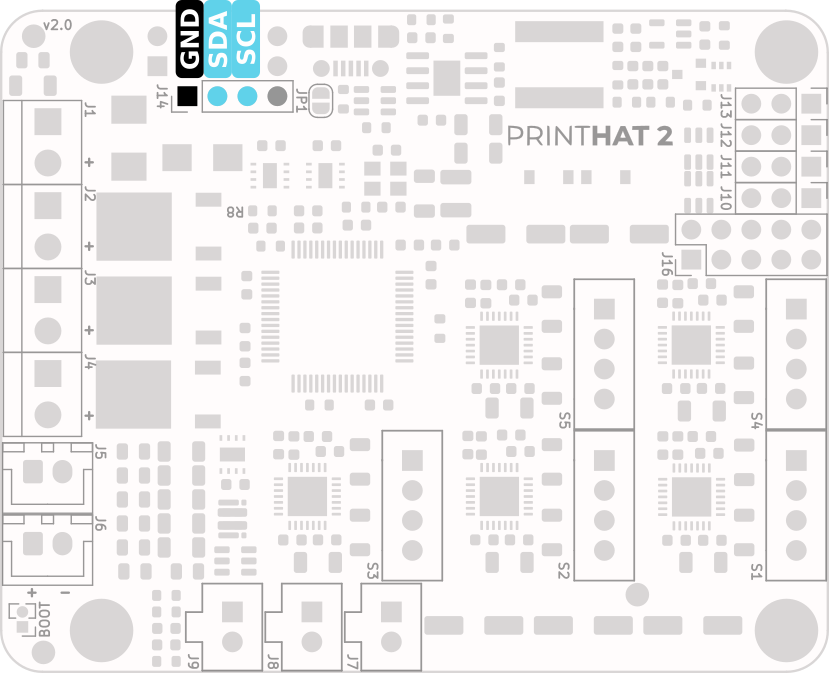 v2.0
GND
SDA
SCL
J14
JP1
J13
J12
J11
J10
PRINTHAT 2
J1
+
J2
+
R8
J16
J3
+
J4
+
S5
S4
J5
J6
S3
S2
S1
+ -
BOOT
J9
J8
J7